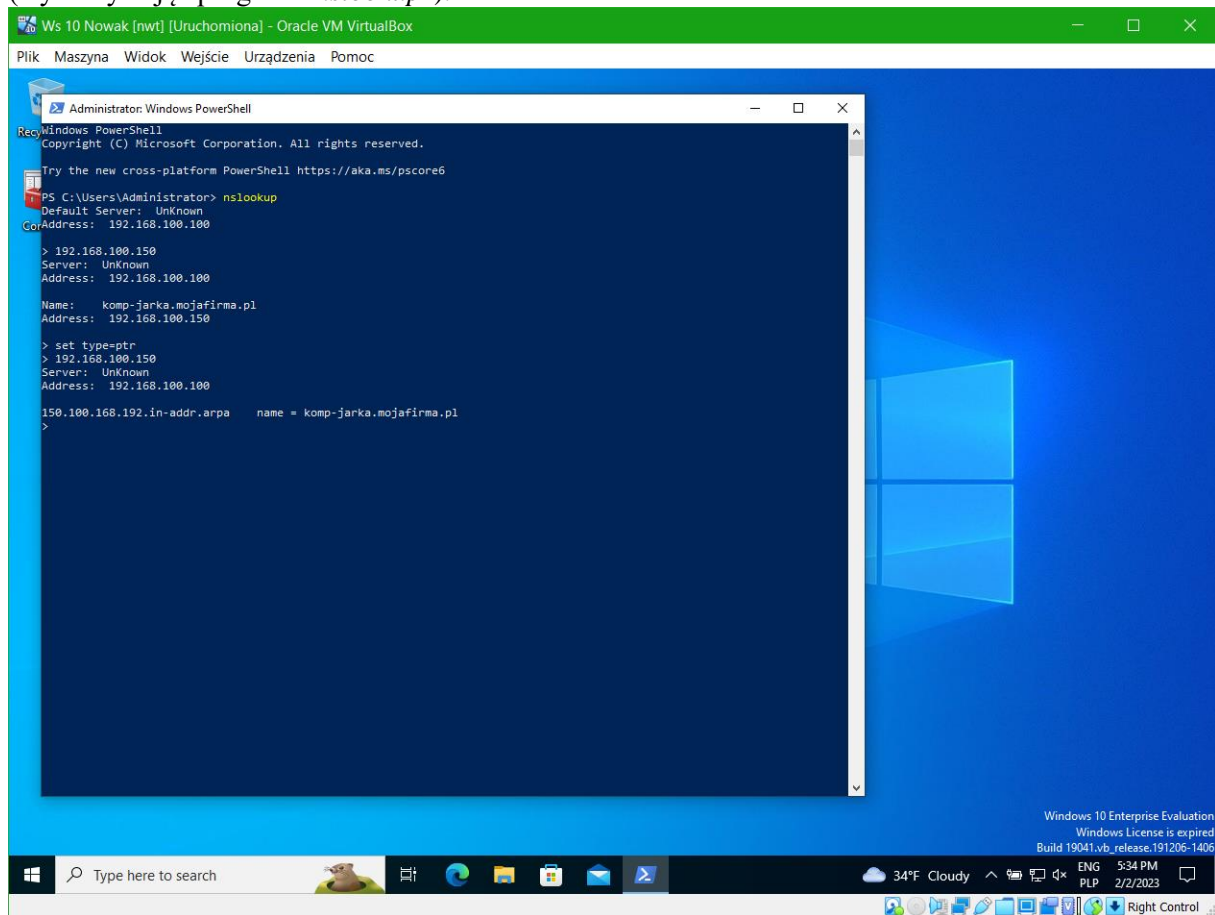 Ws 10 Nowak [nwt] [Uruchomiona] - Oracle VM VirtualBox
Plik Maszyna Widok Wejście Urządzenia Pomoc
Administrator: Windows PowerShell
Windows PowerShell
Copyright (C) Microsoft Corporation. All rights reserved.
Try the new cross-platform PowerShell https://aka.ms/pscore6
PS C:\Users\Administrator> nslookup
Default Server: UnKnown
Address: 192.168.100.100
> 192.168.100.150
Server: UnKnown
Address: 192.168.100.100
Name: komp-jarka.mojafirma.pl
Address: 192.168.100.150
> set type=ptr
> 192.168.100.150
Server: UnKnown
Address: 192.168.100.100
150.100.168.192.in-addr.arpa name = komp-jarka.mojafirma.pl
>
Windows 10 Enterprise Evaluation
Windows License is expired
Build 19041.vb_release.191206-1406
Type here to search
34°F Cloudy
ENG
PLP
5:34 PM
2/2/2023
Right Control